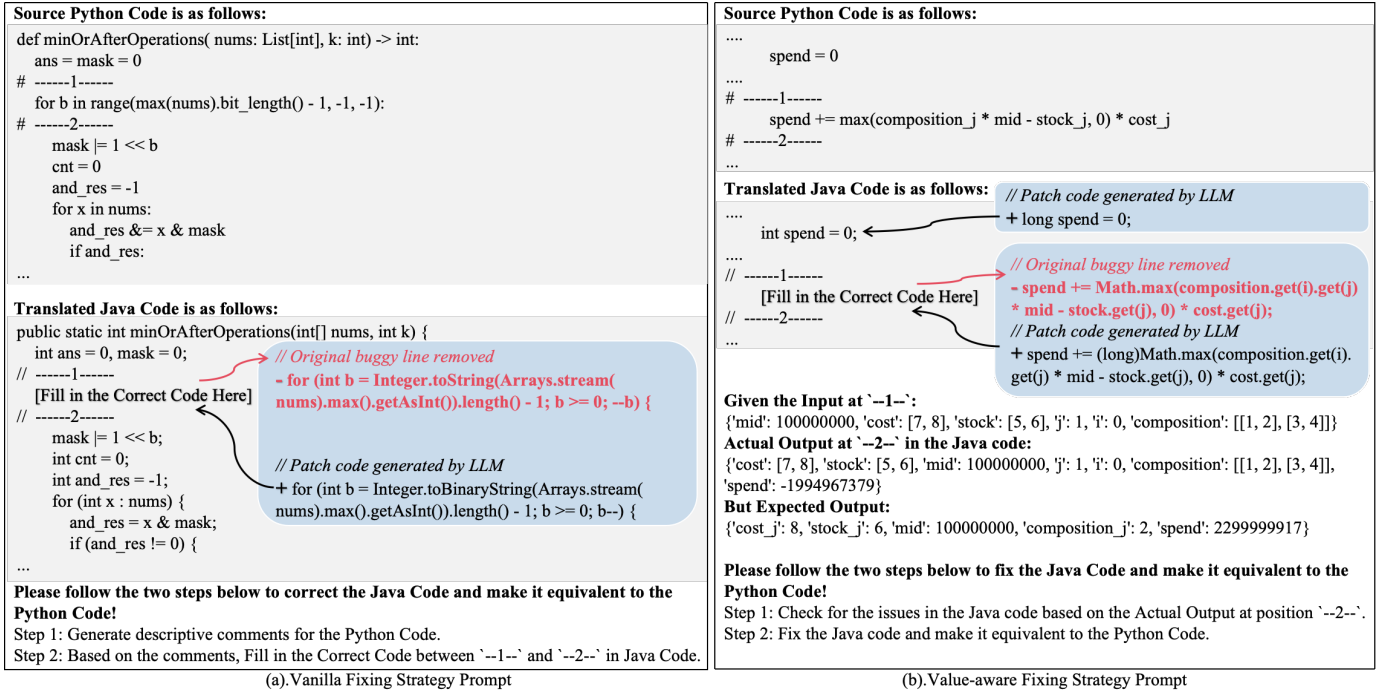 Source Python Code is as follows:
def minOrAfterOperations( nums: List[int], k: int) -> int:
ans = mask = 0
# ------1------
for b in range(max(nums).bit_length() - 1, -1, -1):
# ------2------
mask |= 1 << b
cnt = 0
and_res = -1
for x in nums:
and_res &= x & mask
if and_res:
...
Translated Java Code is as follows:
public static int minOrAfterOperations(int[] nums, int k) {
int ans = 0, mask = 0;
// ------1------
[Fill in the Correct Code Here]
// ------2------
mask |= 1 << b;
int cnt = 0;
int and_res = -1;
for (int x : nums) {
and_res = x & mask;
if (and_res != 0) {
...
// Original buggy line removed
- for (int b = Integer.toString(Arrays.stream(
nums).max().getAsInt()).length() - 1; b >= 0; --b) {
// Patch code generated by LLM
+ for (int b = Integer.toBinaryString(Arrays.stream(
nums).max().getAsInt()).length() - 1; b >= 0; b--) {
Please follow the two steps below to correct the Java Code and make it equivalent to the
Python Code!
Step 1: Generate descriptive comments for the Python Code.
Step 2: Based on the comments, Fill in the Correct Code between `--1--` and `--2--` in Java Code.
(a).Vanilla Fixing Strategy Prompt
Source Python Code is as follows:
....
spend = 0
....
# ------1------
spend += max(composition_j * mid - stock_j, 0) * cost_j
# ------2------
...
Translated Java Code is as follows:
....
int spend = 0;
....
// ------1------
[Fill in the Correct Code Here]
// ------2------
...
// Patch code generated by LLM
+ long spend = 0;
// Original buggy line removed
- spend += Math.max(composition.get(i).get(j)
* mid - stock.get(j), 0) * cost.get(j);
// Patch code generated by LLM
+ spend += (long)Math.max(composition.get(i).
get(j) * mid - stock.get(j), 0) * cost.get(j);
Given the Input at `--1--`:
{'mid': 100000000, 'cost': [7, 8], 'stock': [5, 6], 'j': 1, 'i': 0, 'composition': [[1, 2], [3, 4]]}
Actual Output at `--2--` in the Java code:
{'cost': [7, 8], 'stock': [5, 6], 'mid': 100000000, 'j': 1, 'i': 0, 'composition': [[1, 2], [3, 4]],
'spend': -1994967379}
But Expected Output:
{'cost_j': 8, 'stock_j': 6, 'mid': 100000000, 'composition_j': 2, 'spend': 2299999917}
Please follow the two steps below to fix the Java Code and make it equivalent to the
Python Code!
Step 1: Check for the issues in the Java code based on the Actual Output at position `--2--`.
Step 2: Fix the Java code and make it equivalent to the Python Code.
(b).Value-aware Fixing Strategy Prompt